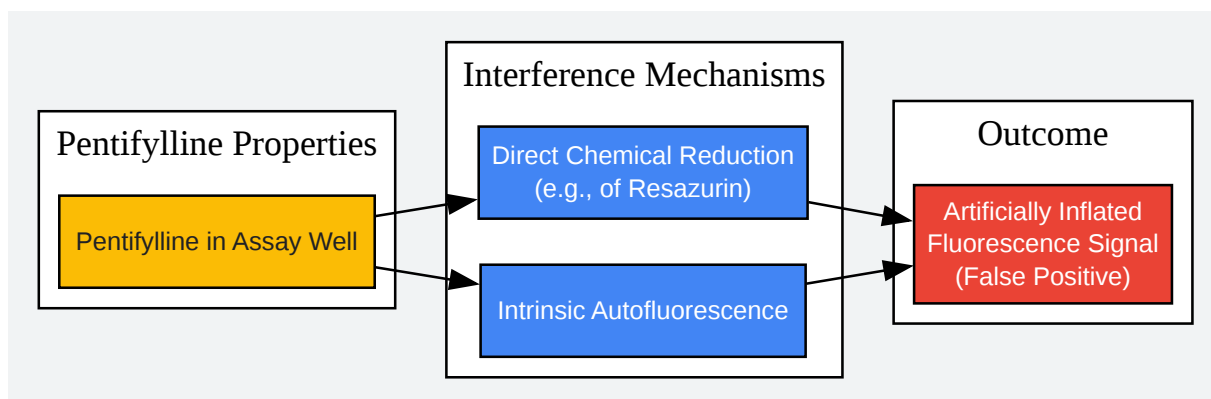 Pentifylline Properties
Pentifylline in Assay Well
Interference Mechanisms
Direct Chemical Reduction
(e.g., of Resazurin)
Intrinsic Autofluorescence
Outcome
Artificially Inflated
Fluorescence Signal
(False Positive)